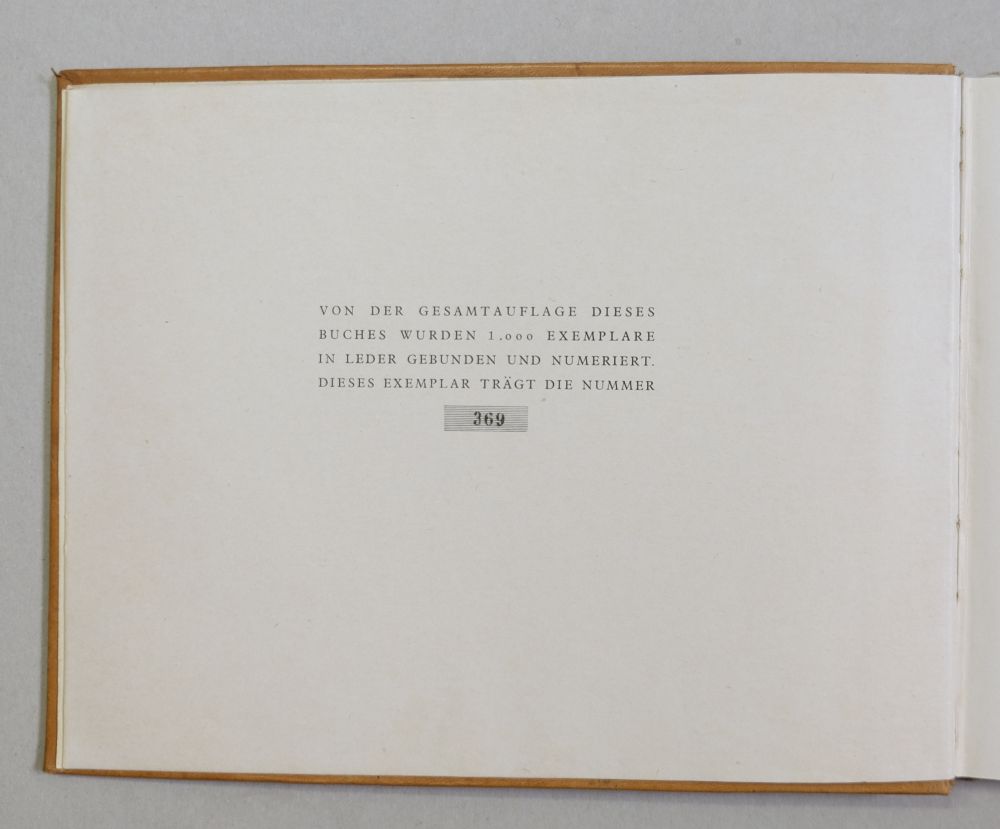 VON DER GESAMTAUFLAGE DIESES
BUCHES WURDEN 1.000 EXEMPLARE
IN LEDER GEBUNDEN UND NUMERIERT.
DIESES EXEMPLAR TRÄGT DIE NUMMER
369